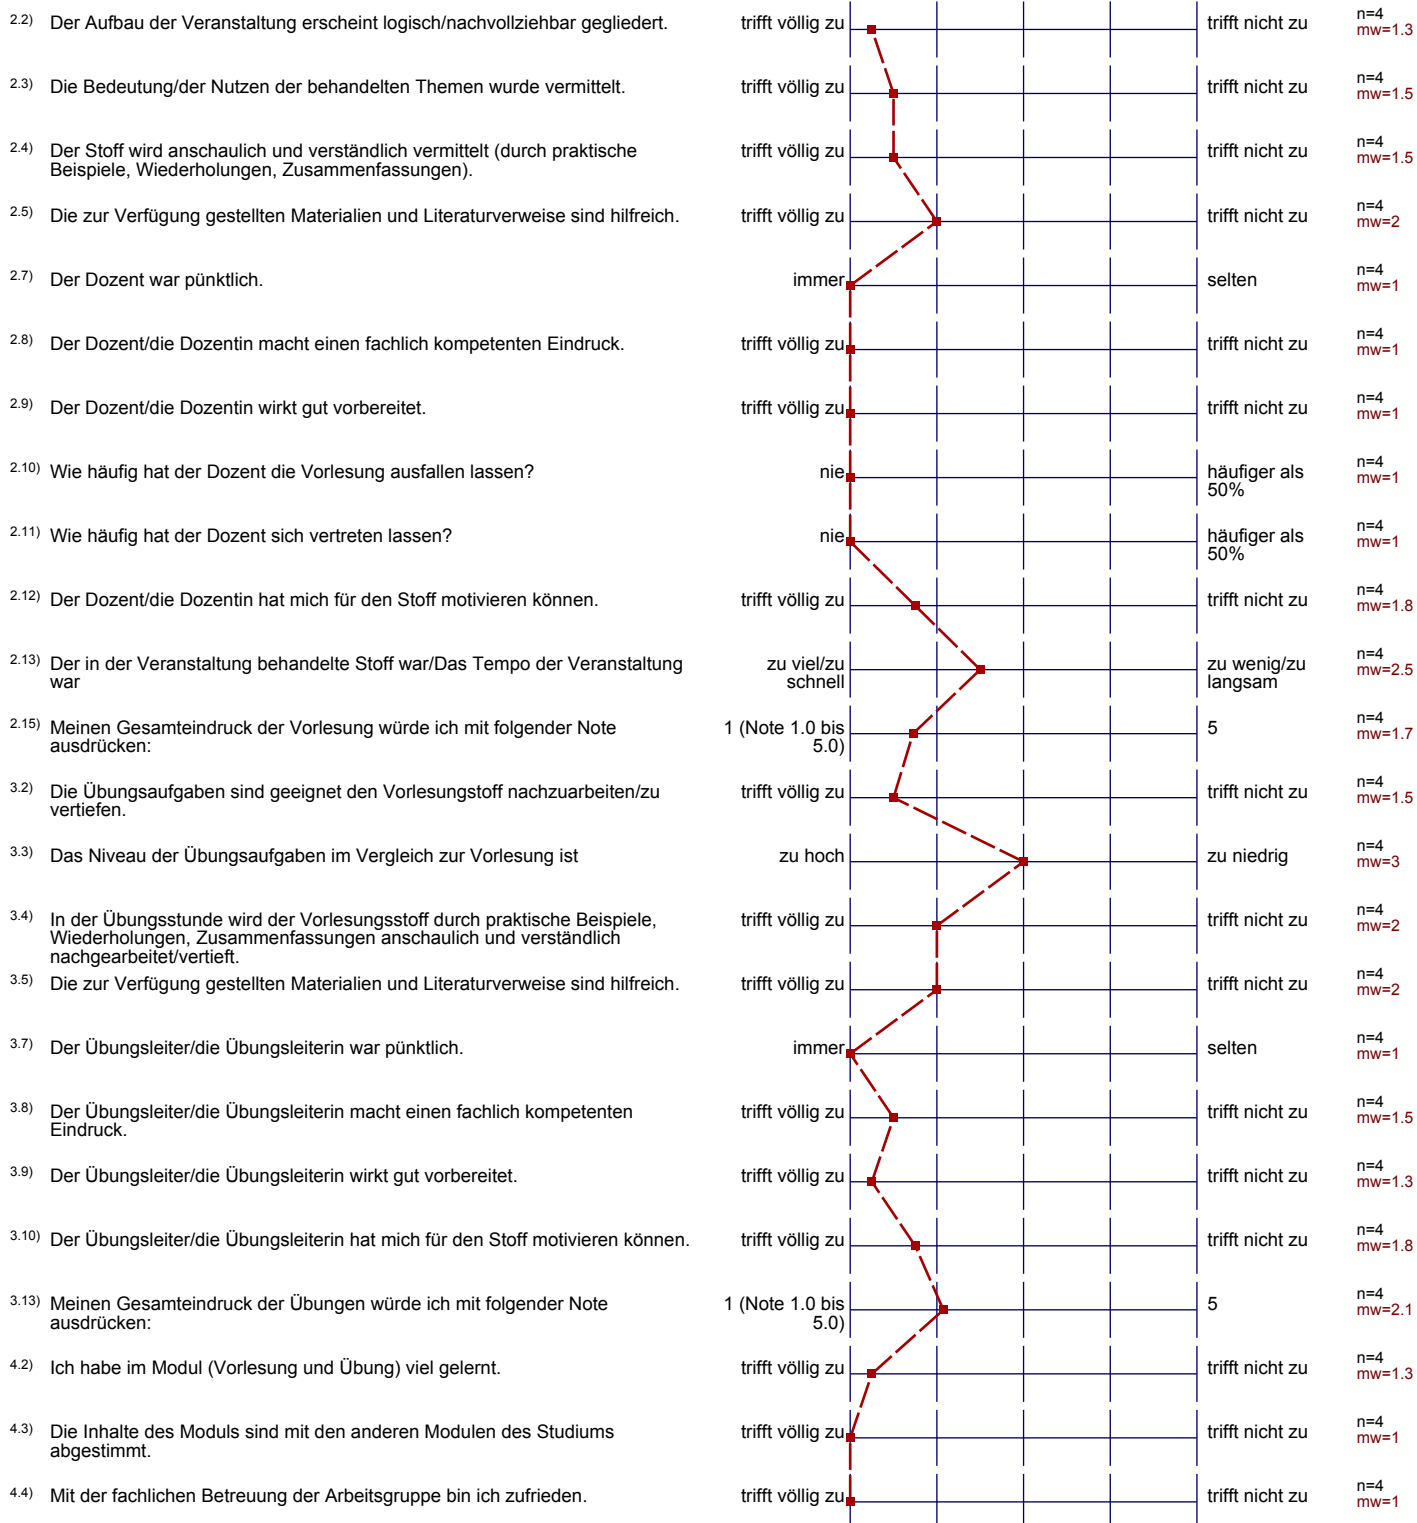 2.2) Der Aufbau der Veranstaltung erscheint logisch/nachvollziehbar gegliedert. trifft völlig zu trifft nicht zu n=4
mw=1.3
2.3) Die Bedeutung/der Nutzen der behandelten Themen wurde vermittelt. trifft völlig zu trifft nicht zu n=4
mw=1.5
2.4) Der Stoff wird anschaulich und verständlich vermittelt (durch praktische trifft völlig zu trifft nicht zu n=4
Beispiele, Wiederholungen, Zusammenfassungen). mw=1.5
2.5) Die zur Verfügung gestellten Materialien und Literaturverweise sind hilfreich. trifft völlig zu trifft nicht zu n=4
mw=2
2.7) Der Dozent war pünktlich. immer selten n=4
mw=1
2.8) Der Dozent/die Dozentin macht einen fachlich kompetenten Eindruck. trifft völlig zu trifft nicht zu n=4
mw=1
2.9) Der Dozent/die Dozentin wirkt gut vorbereitet. trifft völlig zu trifft nicht zu n=4
mw=1
2.10) Wie häufig hat der Dozent die Vorlesung ausfallen lassen? nie häufiger als n=4
50% mw=1
2.11) Wie häufig hat der Dozent sich vertreten lassen? nie häufiger als n=4
50% mw=1
2.12) Der Dozent/die Dozentin hat mich für den Stoff motivieren können. trifft völlig zu trifft nicht zu n=4
mw=1.8
2.13) Der in der Veranstaltung behandelte Stoff war/Das Tempo der Veranstaltung zu viel/zu zu wenig/zu n=4
war schnell langsam mw=2.5
2.15) Meinen Gesamteindruck der Vorlesung würde ich mit folgender Note 1 (Note 1.0 bis 5 n=4
ausdrücken: 5.0) mw=1.7
3.2) Die Übungsaufgaben sind geeignet den Vorlesungstoff nachzuarbeiten/zu trifft völlig zu trifft nicht zu n=4
vertiefen. mw=1.5
3.3) Das Niveau der Übungsaufgaben im Vergleich zur Vorlesung ist zu hoch zu niedrig n=4
mw=3
3.4) In der Übungsstunde wird der Vorlesungsstoff durch praktische Beispiele, trifft völlig zu trifft nicht zu n=4
Wiederholungen, Zusammenfassungen anschaulich und verständlich mw=2
nachgearbeitet/vertieft.
3.5) Die zur Verfügung gestellten Materialien und Literaturverweise sind hilfreich. trifft völlig zu trifft nicht zu n=4
mw=2
3.7) Der Übungsleiter/die Übungsleiterin war pünktlich. immer selten n=4
mw=1
3.8) Der Übungsleiter/die Übungsleiterin macht einen fachlich kompetenten trifft völlig zu trifft nicht zu n=4
Eindruck. mw=1.5
3.9) Der Übungsleiter/die Übungsleiterin wirkt gut vorbereitet. trifft völlig zu trifft nicht zu n=4
mw=1.3
3.10) Der Übungsleiter/die Übungsleiterin hat mich für den Stoff motivieren können. trifft völlig zu trifft nicht zu n=4
mw=1.8
3.13) Meinen Gesamteindruck der Übungen würde ich mit folgender Note 1 (Note 1.0 bis 5 n=4
ausdrücken: 5.0) mw=2.1
4.2) Ich habe im Modul (Vorlesung und Übung) viel gelernt. trifft völlig zu trifft nicht zu n=4
mw=1.3
4.3) Die Inhalte des Moduls sind mit den anderen Modulen des Studiums trifft völlig zu trifft nicht zu n=4
abgestimmt. mw=1
4.4) Mit der fachlichen Betreuung der Arbeitsgruppe bin ich zufrieden. trifft völlig zu trifft nicht zu n=4
mw=1